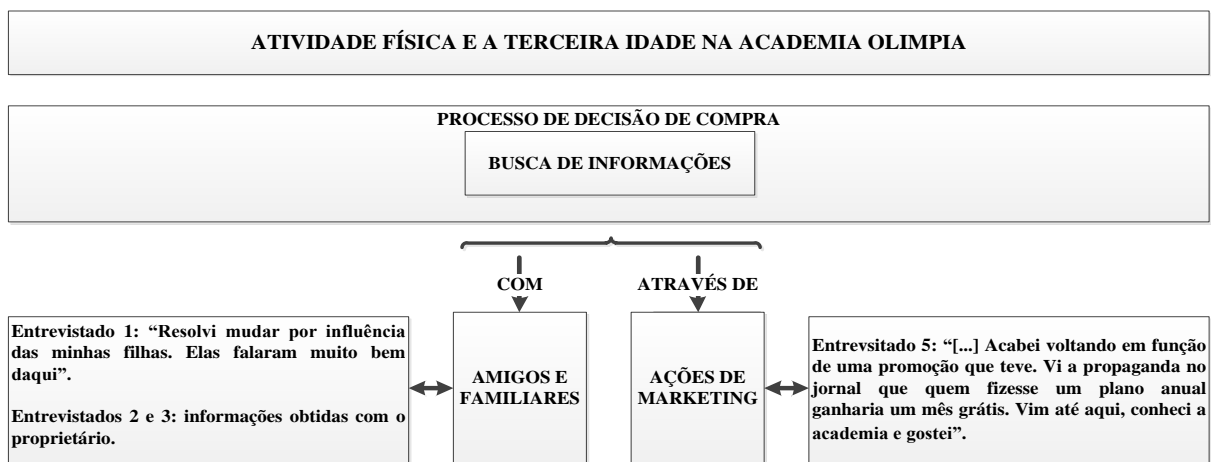 ATIVIDADE FÍSICA E A TERCEIRA IDADE NA ACADEMIA OLIMPIA
PROCESSO DE DECISÃO DE COMPRA
BUSCA DE INFORMAÇÕES
COM
ATRAVÉS DE
Entrevistado 1: “Resolvi mudar por influência
das minhas filhas. Elas falaram muito bem
daqui”.
Entrevistados 2 e 3: informações obtidas com o
proprietário.
AMIGOS E
FAMILIARES
AÇÕES DE
MARKETING
Entrevsitado 5: “[...] Acabei voltando em função
de uma promoção que teve. Vi a propaganda no
jornal que quem fizesse um plano anual
ganharia um mês grátis. Vim até aqui, conheci a
academia e gostei”.